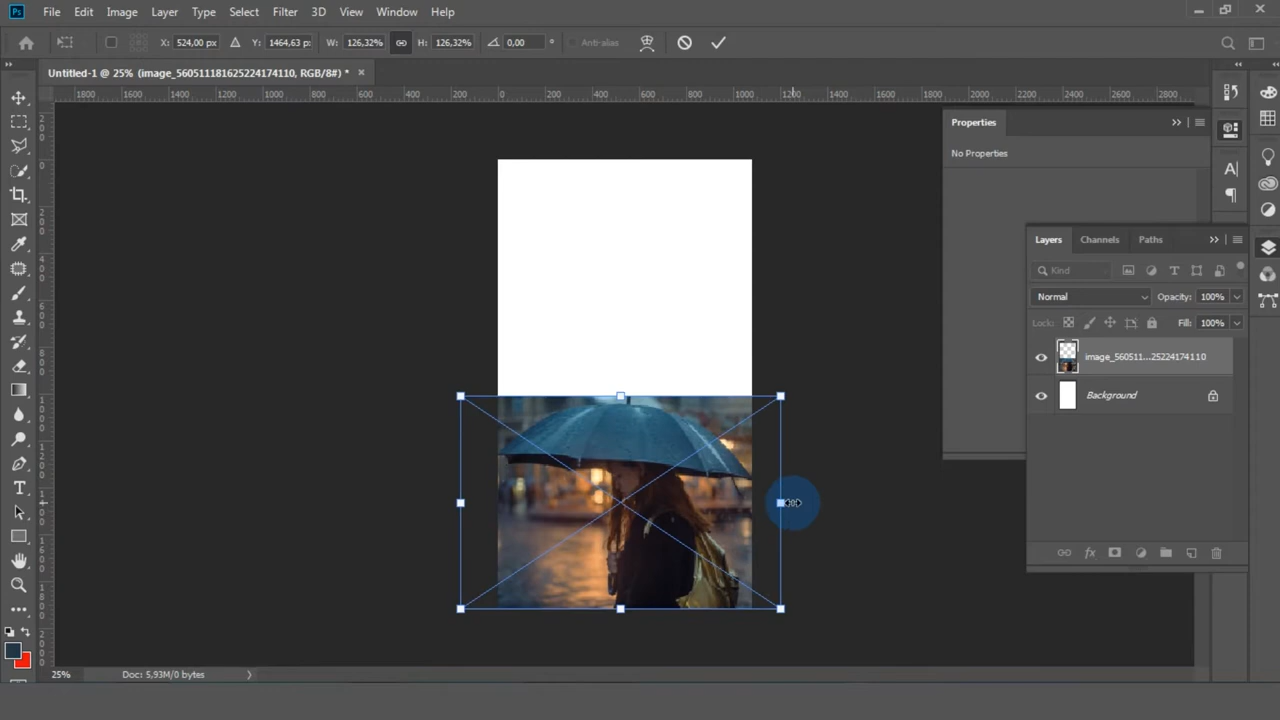 Ps File Edit Image Layer Type Select Filter 3D View Window Help
X: 524,00 px Y: 1464,63 px W: 126,32% H: 126,32% 0,00 ° Anti-alias
Untitled-1 @ 25% (image_560511181625224174110, RGB/8#) * ×
1800 1600 1400 1200 1000 800 600 400 200 0 200 400 600 800 1000 1200 1400 1600 1800 2000 2200 2400 2600 2800
Properties
No Properties
Layers Channels Paths
Kind
Normal Opacity: 100%
Lock: Fill: 100%
image_560511...25224174110
Background
25% Doc: 5,93M/0 bytes